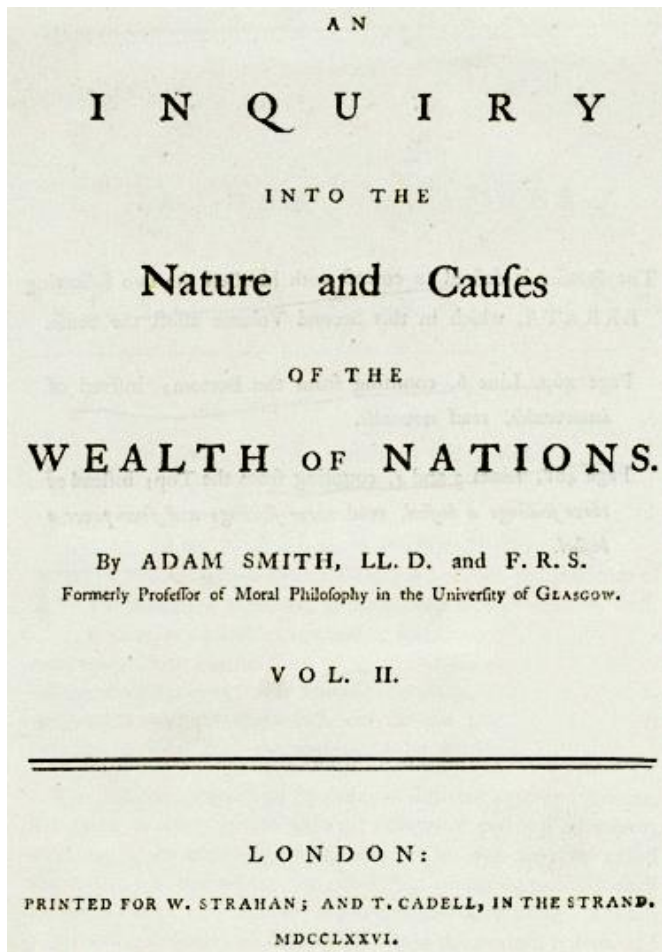 AN
INQUIRY
INTO THE
Nature and Cauſes
OF THE
WEALTH OF NATIONS.
By ADAM SMITH, LL. D. and F. R. S.
Formerly Profeſſor of Moral Philoſophy in the Univerſity of GLASGOW.
VOL. II.
LONDON:
PRINTED FOR W. STRAHAN; AND T. CADELL, IN THE STRAND.
MDCCLXXVI.